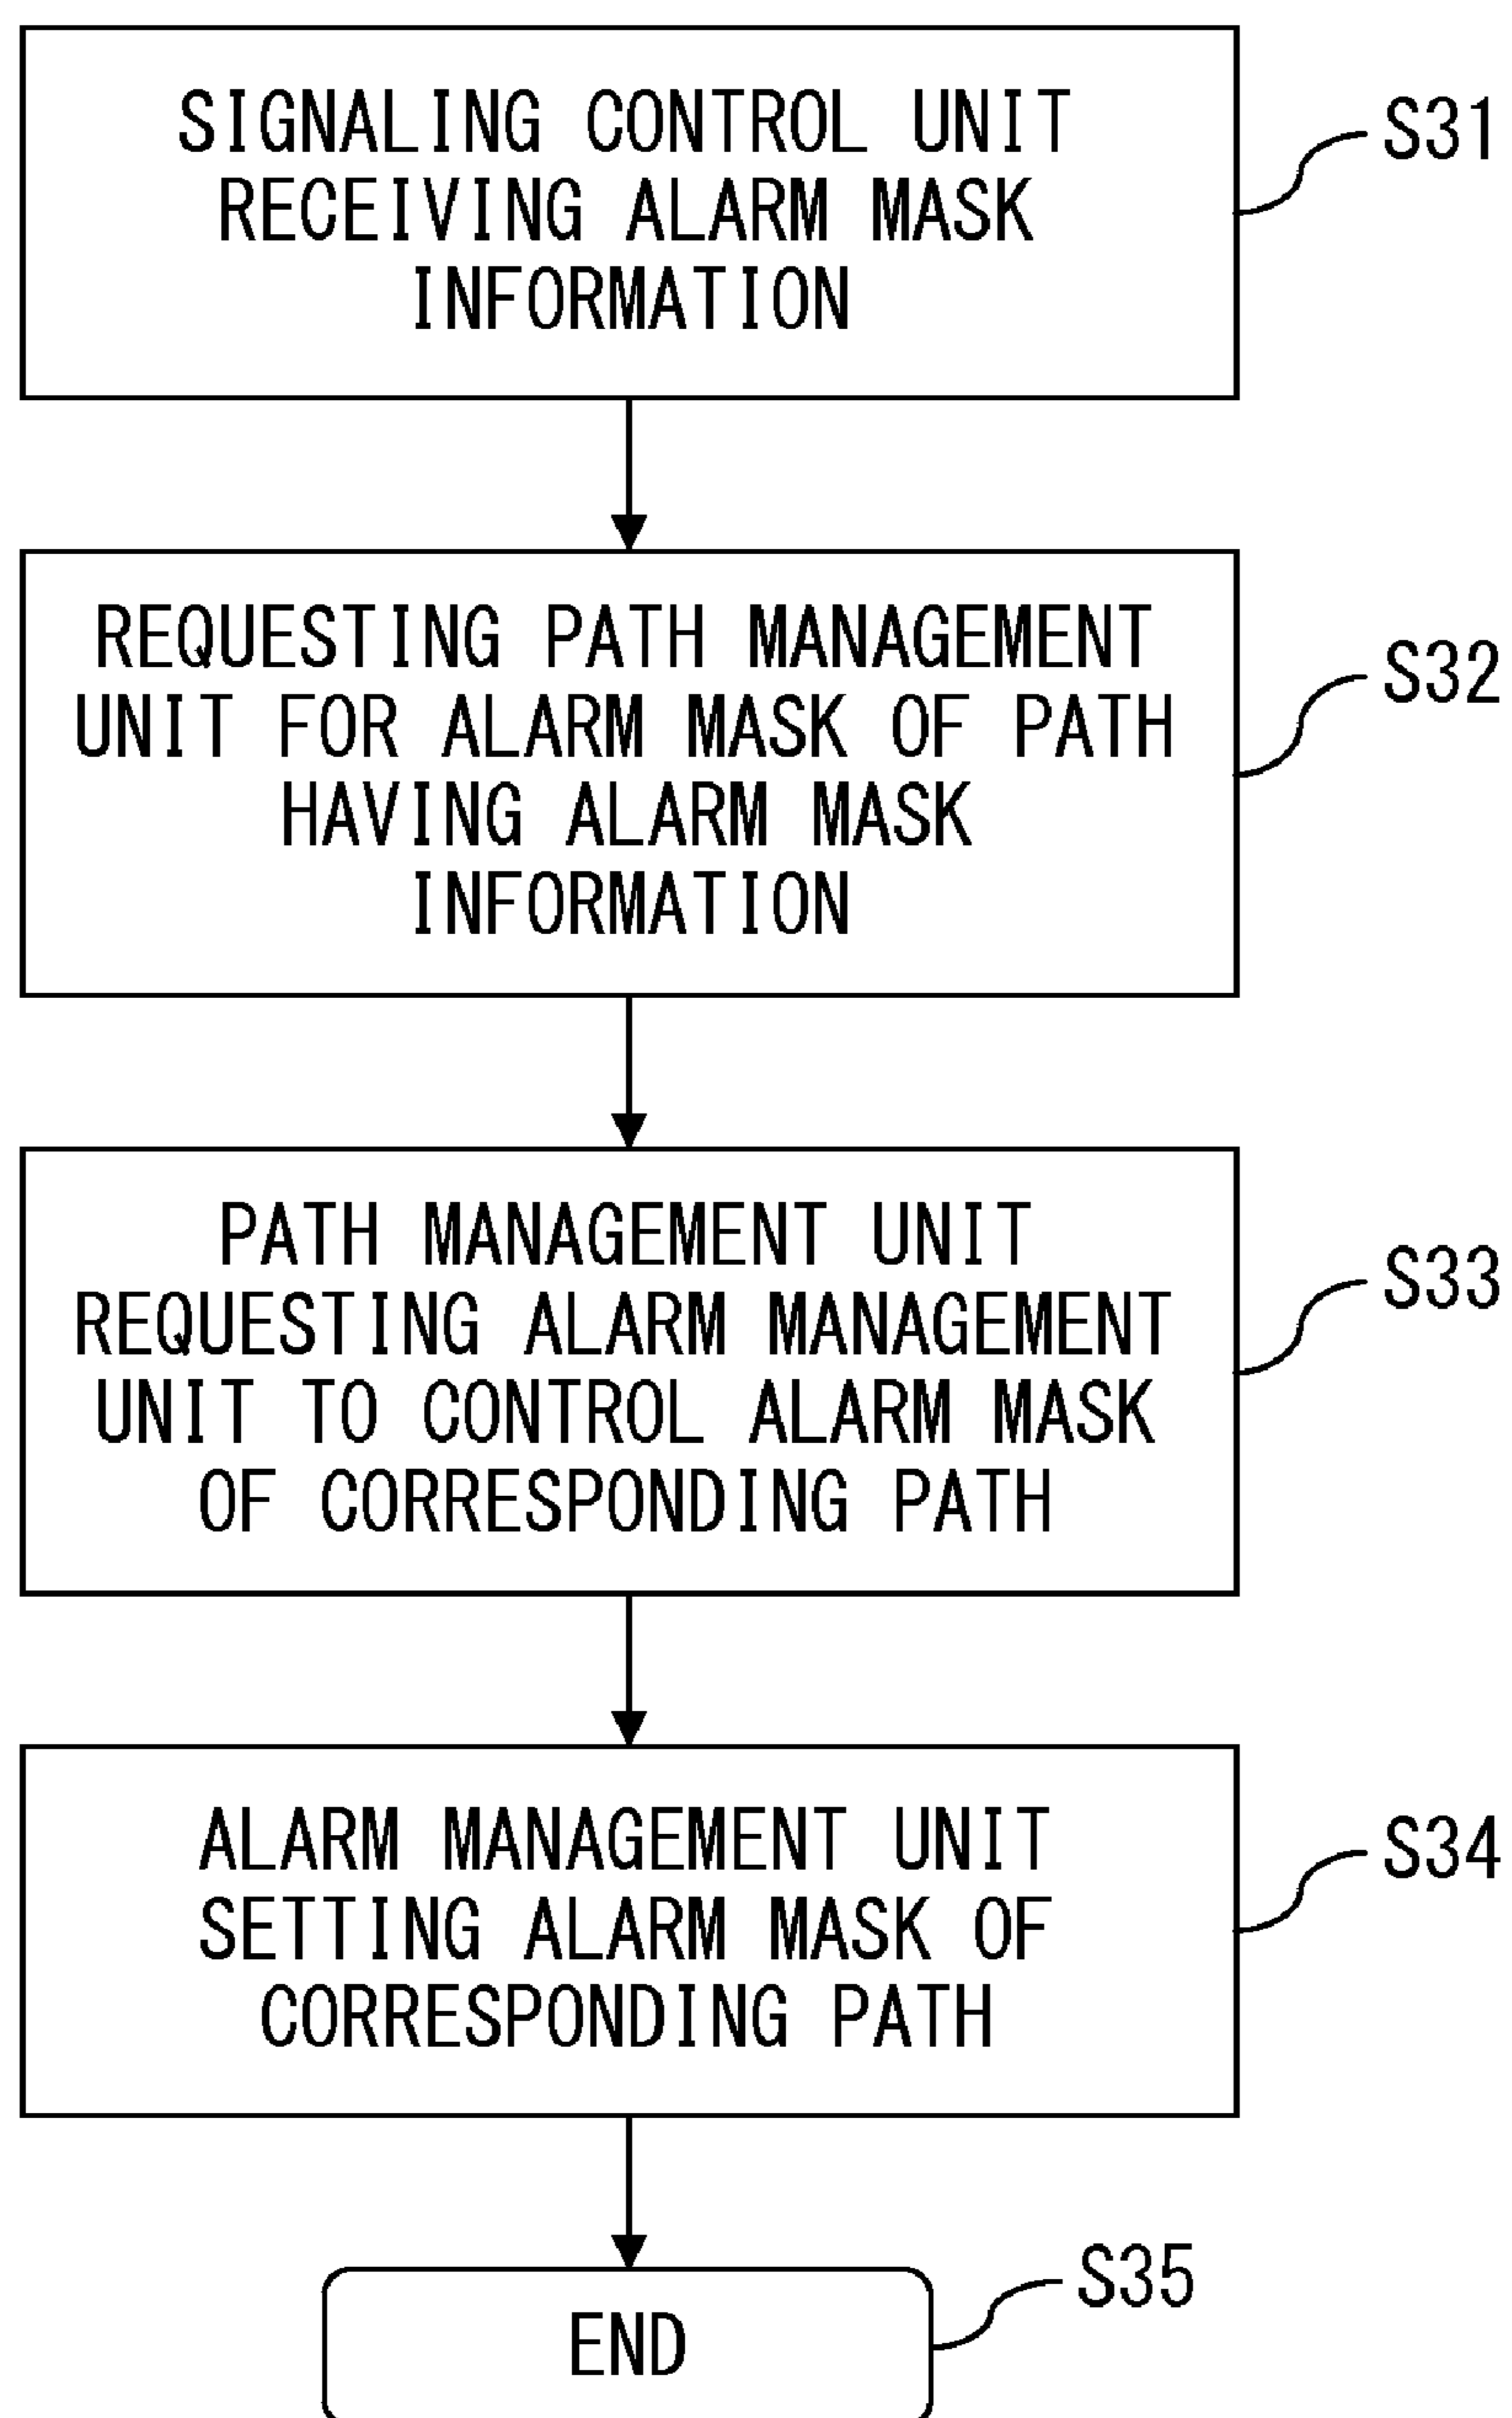 SIGNALING CONTROL UNIT
RECEIVING ALARM MASK
INFORMATION
S31
REQUESTING PATH MANAGEMENT
UNIT FOR ALARM MASK OF PATH
HAVING ALARM MASK
INFORMATION
S32
PATH MANAGEMENT UNIT
REQUESTING ALARM MANAGEMENT
UNIT TO CONTROL ALARM MASK
OF CORRESPONDING PATH
S33
ALARM MANAGEMENT UNIT
SETTING ALARM MASK OF
CORRESPONDING PATH
S34
END
S35